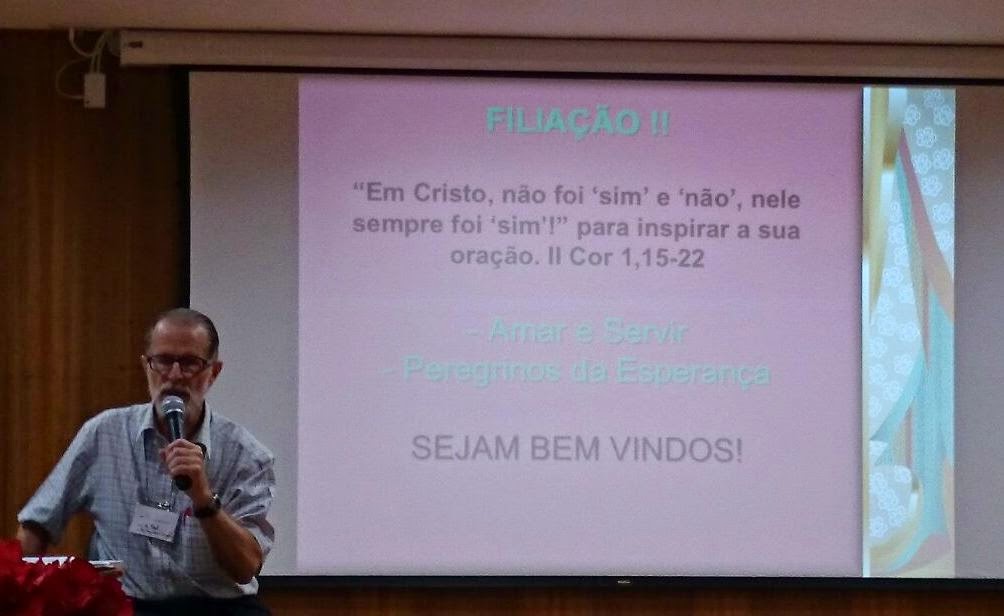 FILIAÇÃO !!
“Em Cristo, não foi ‘sim’ e ‘não’, nele
sempre foi ‘sim’!” para inspirar a sua
oração. II Cor 1,15-22
- Amar e Servir
- Peregrinos da Esperança
SEJAM BEM VINDOS!